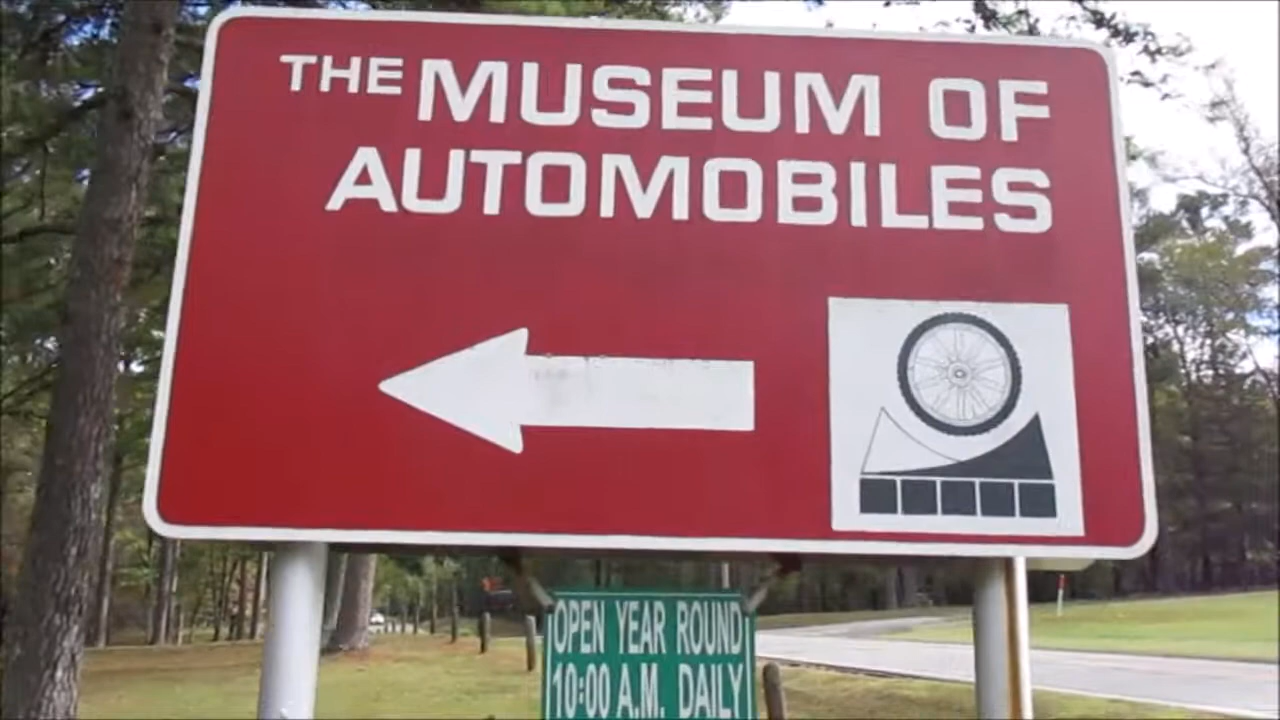 THE MUSEUM OF
AUTOMOBILES
OPEN YEAR ROUND
10:00 A.M. DAILY